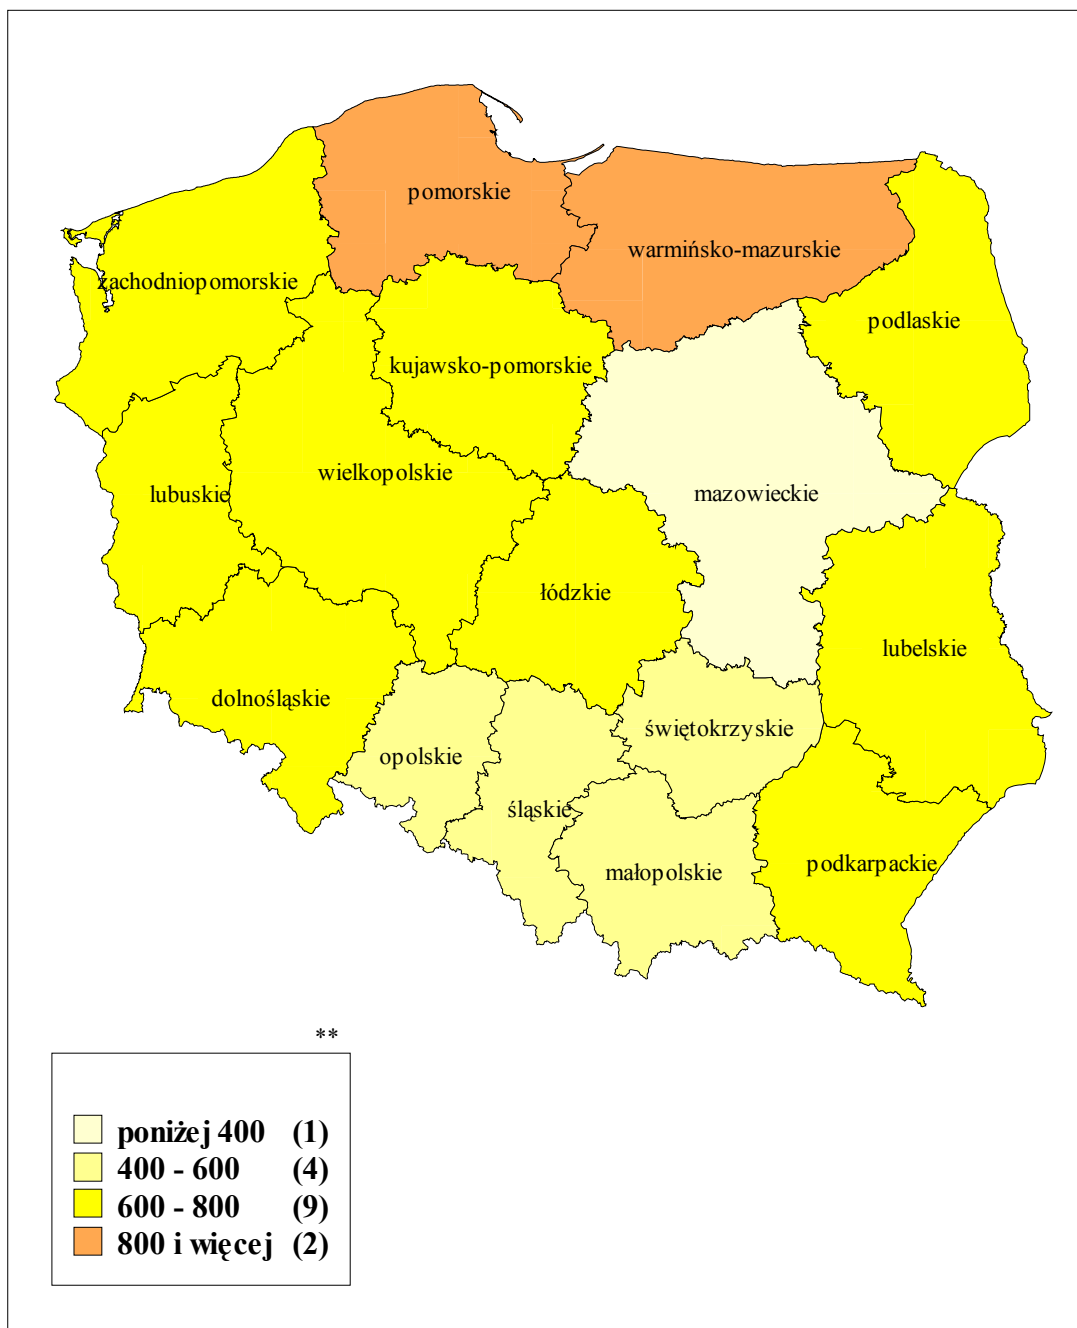 pomorskie
warmińsko-mazurskie
zachodniopomorskie
podlaskie
kujawsko-pomorskie
wielkopolskie
lubuskie
mazowieckie
łódzkie
lubelskie
dolnośląskie
świętokrzyskie
opolskie
śląskie
podkarpackie
małopolskie
**
poniżej 400 (1)
400 - 600 (4)
600 - 800 (9)
800 i więcej (2)